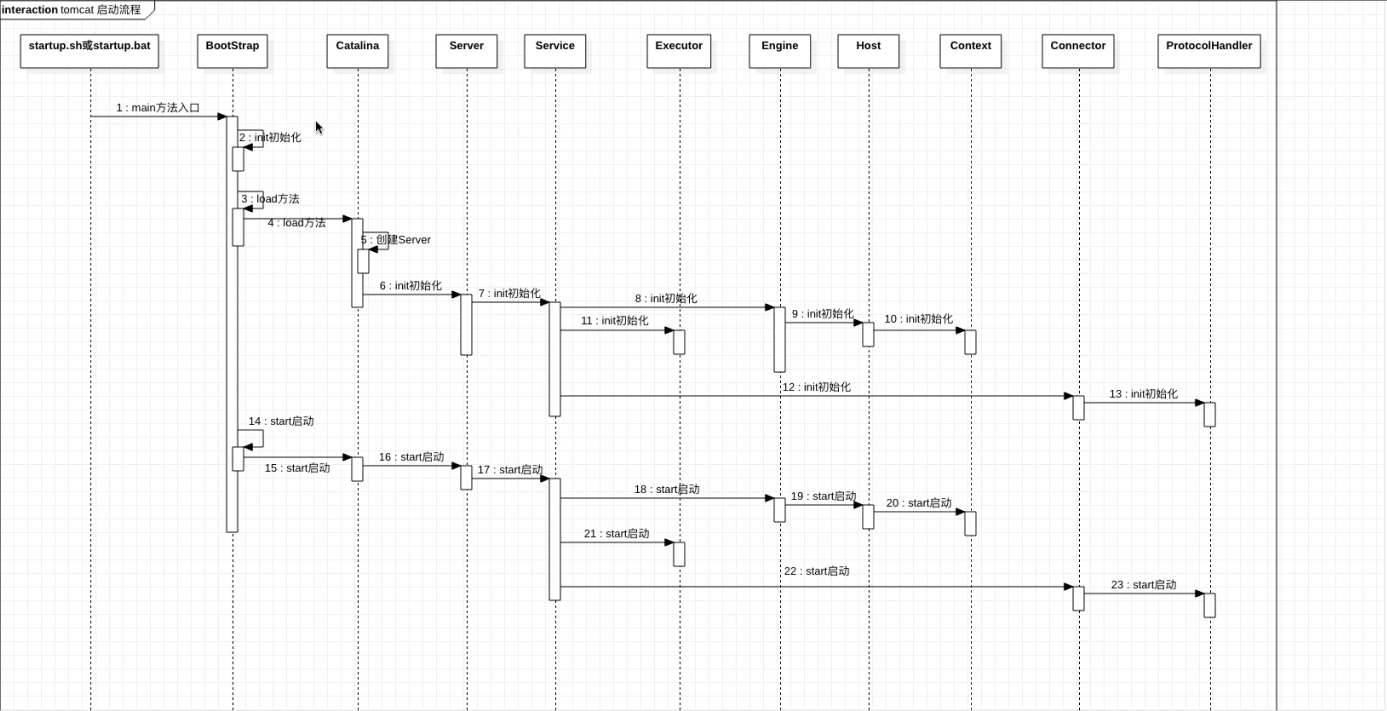 interaction tomcat 启动流程
startup.sh或startup.bat
BootStrap
Catalina
Server
Service
Executor
Engine
Host
Context
Connector
ProtocolHandler
1 : main方法入口
2 : init初始化
3 : load方法
4 : load方法
5 : 创建Server
6 : init初始化
7 : init初始化
8 : init初始化
9 : init初始化
10 : init初始化
11 : init初始化
12 : init初始化
13 : init初始化
14 : start启动
15 : start启动
16 : start启动
17 : start启动
18 : start启动
19 : start启动
20 : start启动
21 : start启动
22 : start启动
23 : start启动